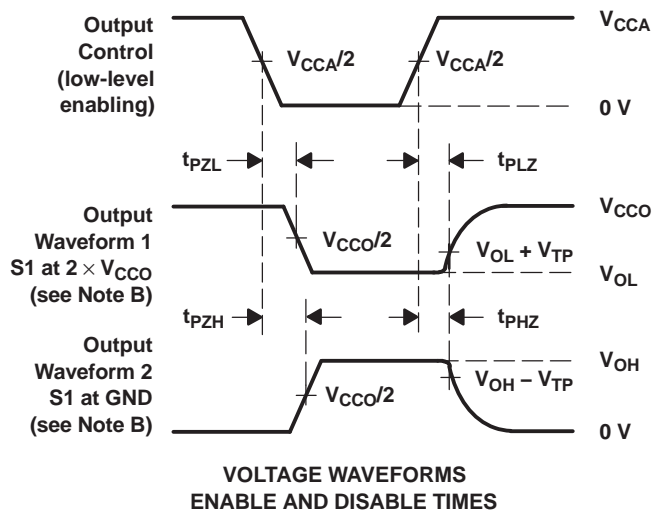 Output
Control
(low-level
enabling)
V_CCA/2
V_CCA/2
V_CCA
0 V
t_PZL
t_PLZ
Output
Waveform 1
S1 at 2 × V_CCO
(see Note B)
V_CCO/2
V_CCO
V_OL + V_TP
V_OL
t_PZH
t_PHZ
Output
Waveform 2
S1 at GND
(see Note B)
V_CCO/2
V_OH
V_OH − V_TP
0 V
VOLTAGE WAVEFORMS
ENABLE AND DISABLE TIMES